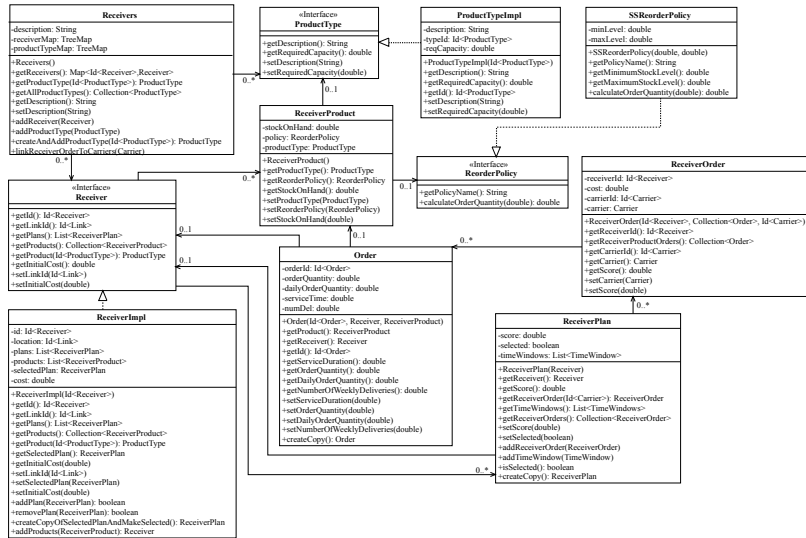 Receivers
-description: String
-receiverMap: TreeMap
-productTypeMap: TreeMap
+Receivers()
+getReceivers(): Map<Id<Receiver>,Receiver>
+getProductType(Id<ProductType>): ProductType
+getAllProductTypes(): Collection<ProductType>
+getDescription(): String
+setDescription(String)
+addReceiver(Receiver)
+addProductType(ProductType)
+createAndAddProductType(Id<ProductType>): ProductType
+linkReceiverOrderToCarriers(Carrier)
0..*
0..*
«Interface»
ProductType
+getDescription(): String
+getRequiredCapacity(): double
+setDescription(String)
+setRequiredCapacity(double)
0..1
ProductTypeImpl
-description: String
-typeId: Id<ProductType>
-reqCapacity: double
+ProductTypeImpl(Id<ProductType>)
+getDescription(): String
+getRequiredCapacity(): double
+getId(): Id<ProductType>
+setDescription(String)
+setRequiredCapacity(double)
SSReorderPolicy
-minLevel: double
-maxLevel: double
+SSReorderPolicy(double, double)
+getPolicyName(): String
+getMinimumStockLevel(): double
+getMaximumStockLevel(): double
+calculateOrderQuantity(double): double
ReceiverProduct
-stockOnHand: double
-policy: ReorderPolicy
-productType: ProductType
+ReceiverProduct()
+getProductType(): ProductType
+getReorderPolicy(): ReorderPolicy
+getStockOnHand(): double
+setProductType(ProductType)
+setReorderPolicy(ReorderPolicy)
+setStockOnHand(double)
0..*
0..1
0..1
«Interface»
ReorderPolicy
+getPolicyName(): String
+calculateOrderQuantity(double): double
ReceiverOrder
-receiverId: Id<Receiver>
-cost: double
-carrierId: Id<Carrier>
-carrier: Carrier
+ReceiverOrder(Id<Receiver>, Collection<Order>, Id<Carrier>)
+getReceiverId(): Id<Receiver>
+getReceiverProductOrders(): Collection<Order>
+getCarrierId(): Id<Carrier>
+getCarrier(): Carrier
+getScore(): double
+setCarrier(Carrier)
+setScore(double)
0..*
«Interface»
Receiver
+getId(): Id<Receiver>
+getLinkId(): Id<Link>
+getPlans(): List<ReceiverPlan>
+getProducts(): Collection<ReceiverProduct>
+getProduct(Id<ProductType>): ProductType
+getInitialCost(): double
+setLinkId(Id<Link>)
+setInitialCost(double)
0..1
0..1
Order
-orderId: Id<Order>
-orderQuantity: double
-dailyOrderQuantity: double
-serviceTime: double
-numDel: double
+Order(Id<Order>, Receiver, ReceiverProduct)
+getProduct(): ReceiverProduct
+getReceiver(): Receiver
+getId(): Id<Order>
+getServiceDuration(): double
+getOrderQuantity(): double
+getDailyOrderQuantity(): double
+getNumberOfWeeklyDeliveries(): double
+setServiceDuration(double)
+setOrderQuantity(double)
+setDailyOrderQuantity(double)
+setNumberOfWeeklyDeliveries(double)
+createCopy(): Order
0..*
ReceiverImpl
-id: Id<Receiver>
-location: Id<Link>
-plans: List<ReceiverPlan>
-products: List<ReceiverProduct>
-selectedPlan: ReceiverPlan
-cost: double
+ReceiverImpl(Id<Receiver>)
+getId(): Id<Receiver>
+getLinkId(): Id<Link>
+getPlans(): List<ReceiverPlan>
+getProducts(): Collection<ReceiverProduct>
+getProduct(Id<ProductType>): ProductType
+getSelectedPlan(): ReceiverPlan
+getInitialCost(double)
+setLinkId(Id<Link>)
+setSelectedPlan(ReceiverPlan)
+setInitialCost(double)
+addPlan(ReceiverPlan): boolean
+removePlan(ReceiverPlan): boolean
+createCopyOfSelectedPlanAndMakeSelected(): ReceiverPlan
+addProducts(ReceiverProduct): Receiver
ReceiverPlan
-score: double
-selected: boolean
-timeWindows: List<TimeWindow>
+ReceiverPlan(Receiver)
+getReceiver(): Receiver
+getScore(): double
+getReceiverOrder(Id<Carrier>): ReceiverOrder
+getTimeWindows(): List<TimeWindow>
+getReceiverOrders(): Collection<ReceiverOrder>
+setScore(double)
+setSelected(boolean)
+addReceiverOrder(ReceiverOrder)
+addTimeWindow(TimeWindow)
+isSelected(): boolean
+createCopy(): ReceiverPlan
0..*